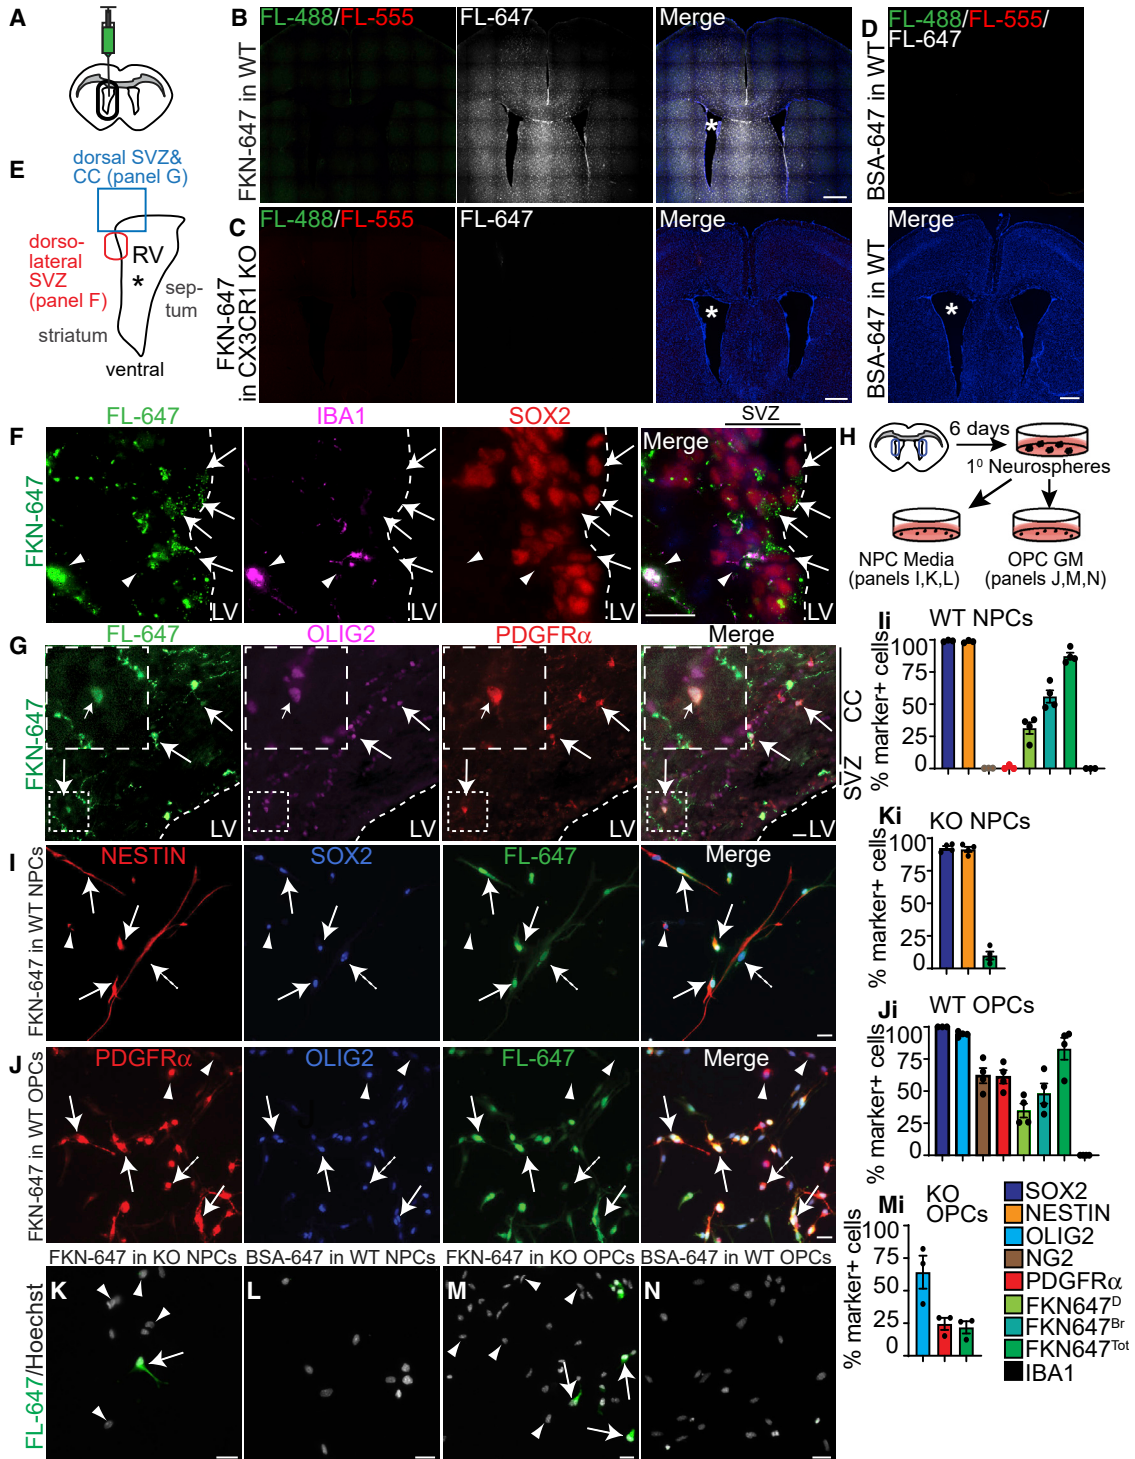 A
B
FKN-647 in WT
FL-488/FL-555
FL-647
Merge
D
BSA-647 in WT
FL-488/FL-555/
FL-647
E
dorsal SVZ&
CC (panel G)
dorso-
lateral
SVZ
(panel F)
RV
*
sep-
tum
striatum
ventral
C
FKN-647
in CX3CR1 KO
FL-488/FL-555
FL-647
Merge
*
*
BSA-647 in WT
Merge
*
F
FKN-647
FL-647
IBA1
SOX2
SVZ
Merge
LV
LV
LV
LV
H
6 days
1⁰ Neurospheres
NPC Media
(panels I,K,L)
OPC GM
(panels J,M,N)
G
FKN-647
FL-647
OLIG2
PDGFRα
Merge
LV
LV
LV
LV
SVZ
CC
Ii
WT NPCs
% marker+ cells
100
75
50
25
0
I
FKN-647 in WT NPCs
NESTIN
SOX2
FL-647
Merge
Ki
KO NPCs
% marker+ cells
100
75
50
25
0
J
FKN-647 in WT OPCs
PDGFRα
OLIG2
FL-647
Merge
Ji
WT OPCs
% marker+ cells
100
75
50
25
0
FL-647/Hoechst
FKN-647 in KO NPCs
K
BSA-647 in WT NPCs
L
FKN-647 in KO OPCs
M
BSA-647 in WT OPCs
N
Mi
KO
OPCs
% marker+ cells
100
75
50
25
0
SOX2
NESTIN
OLIG2
NG2
PDGFRα
FKN647ᴰ
FKN647ᴮʳ
FKN647ᵀᵒᵗ
IBA1